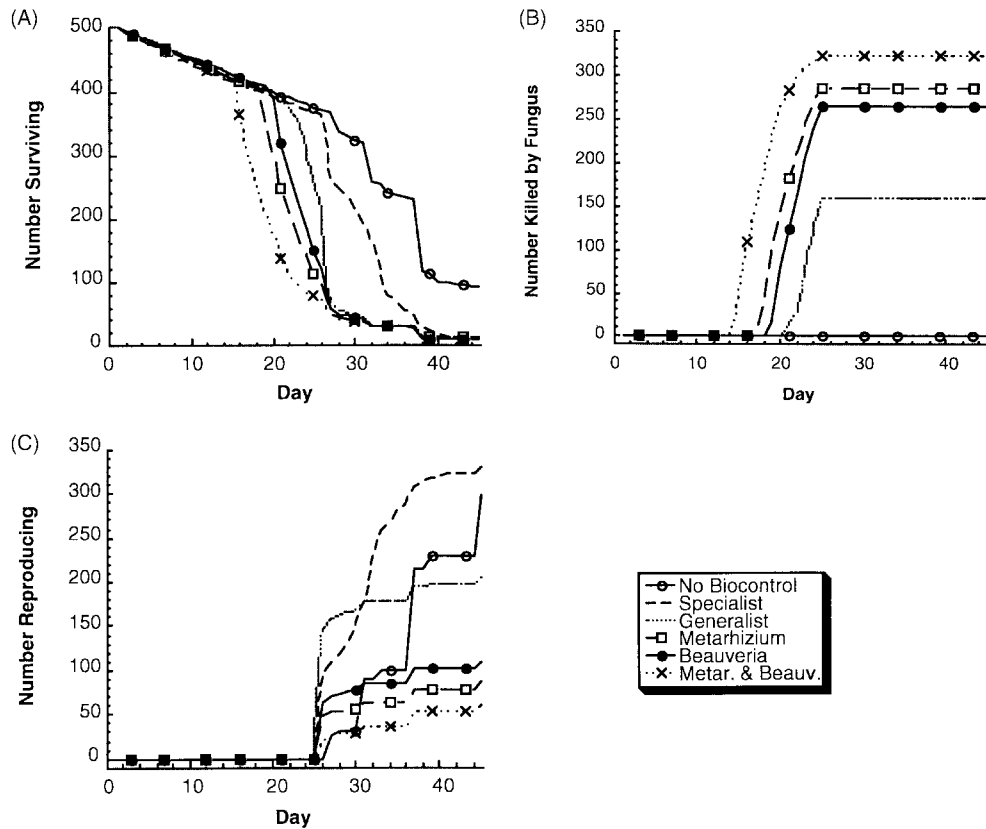 (A)
500
400
300
200
100
0
Number Surviving
0 10 20 30 40
Day
(B)
350
300
250
200
150
100
50
0
Number Killed by Fungus
0 10 20 30 40
Day
(C)
350
300
250
200
150
100
50
0
Number Reproducing
0 10 20 30 40
Day
No Biocontrol
Specialist
Generalist
Metarhizium
Beauveria
Metar. & Beauv.